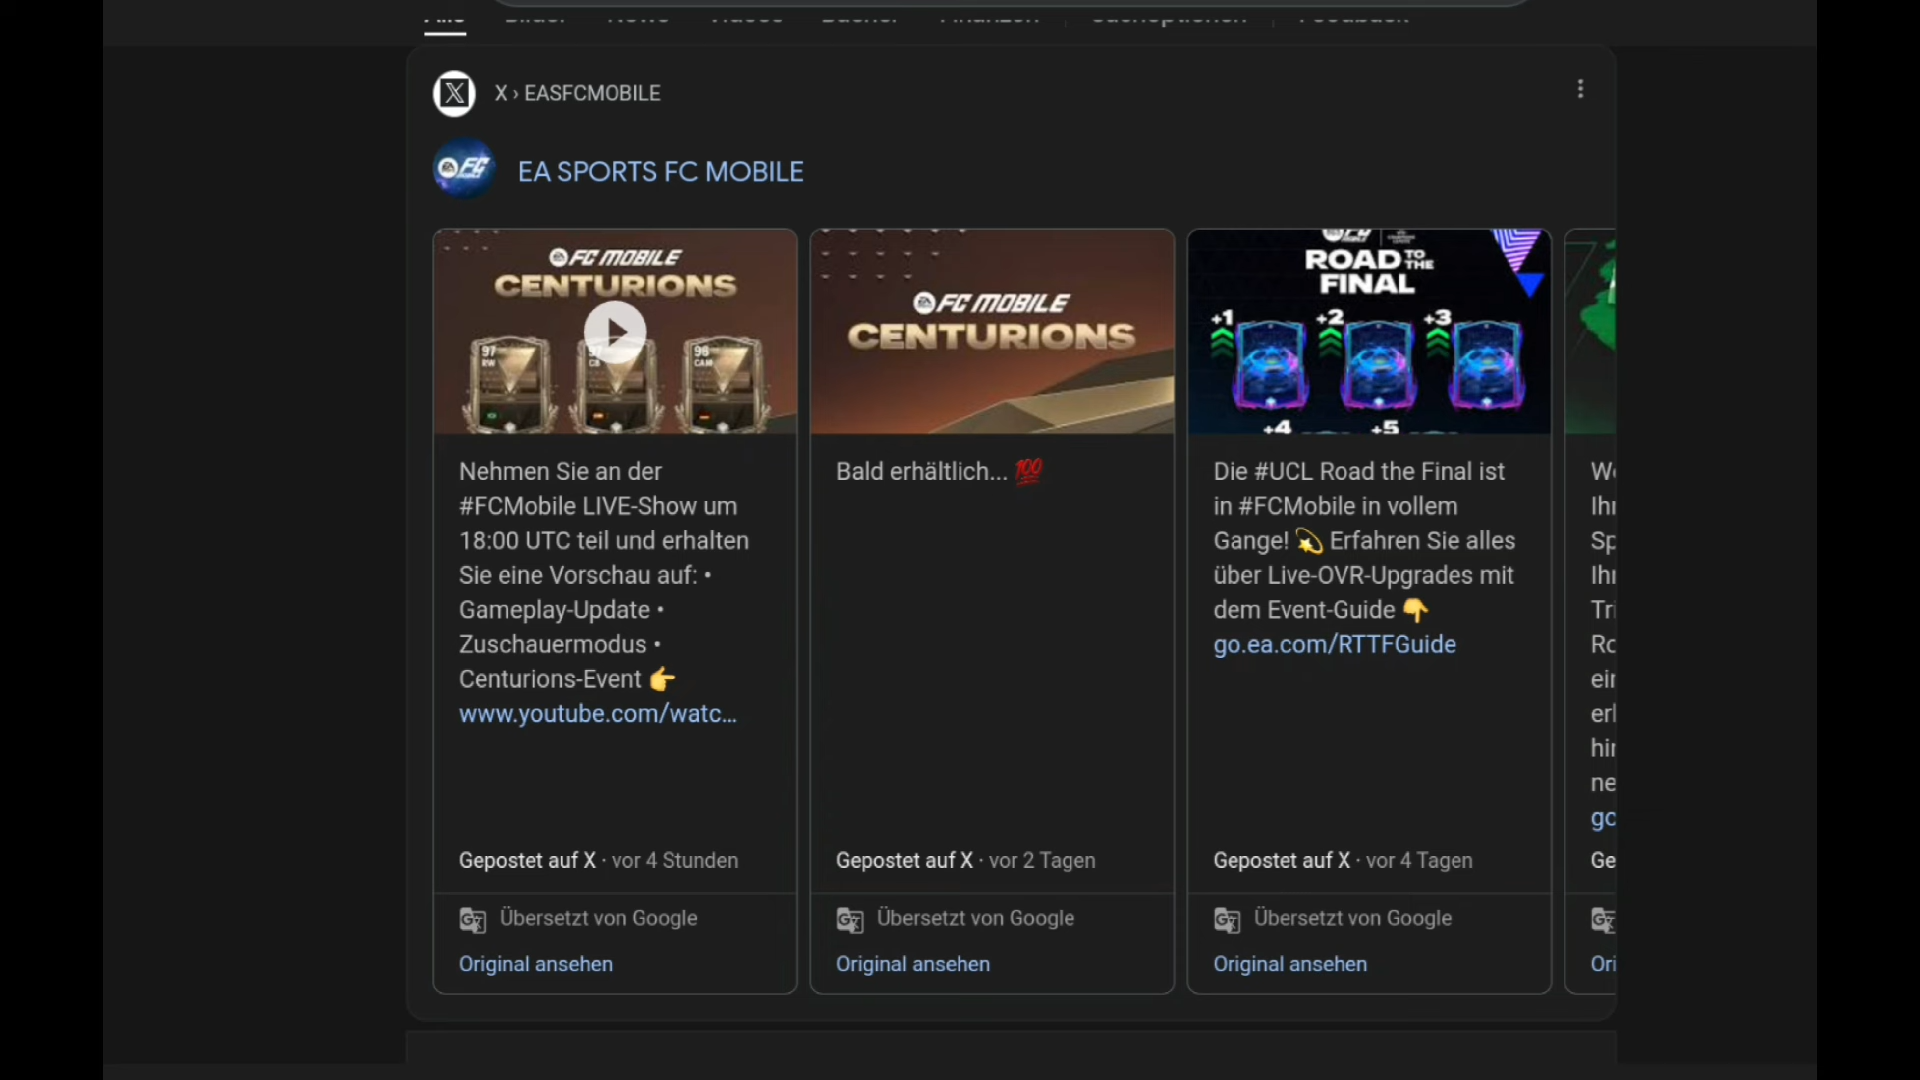 X › EASFCMOBILE
EA SPORTS FC MOBILE
FC MOBILE
CENTURIONS
97
RW
CB
98
CAM
Nehmen Sie an der
#FCMobile LIVE-Show um
18:00 UTC teil und erhalten
Sie eine Vorschau auf: •
Gameplay-Update •
Zuschauermodus •
Centurions-Event 👉
www.youtube.com/watc...
Gepostet auf X · vor 4 Stunden
Übersetzt von Google
Original ansehen
FC MOBILE
CENTURIONS
Bald erhältlich... 💯
Gepostet auf X · vor 2 Tagen
Übersetzt von Google
Original ansehen
ROAD TO THE
FINAL
+1 +2 +3
+4 +5
Die #UCL Road the Final ist
in #FCMobile in vollem
Gange! 💫 Erfahren Sie alles
über Live-OVR-Upgrades mit
dem Event-Guide 👇
go.ea.com/RTTFGuide
Gepostet auf X · vor 4 Tagen
Übersetzt von Google
Original ansehen